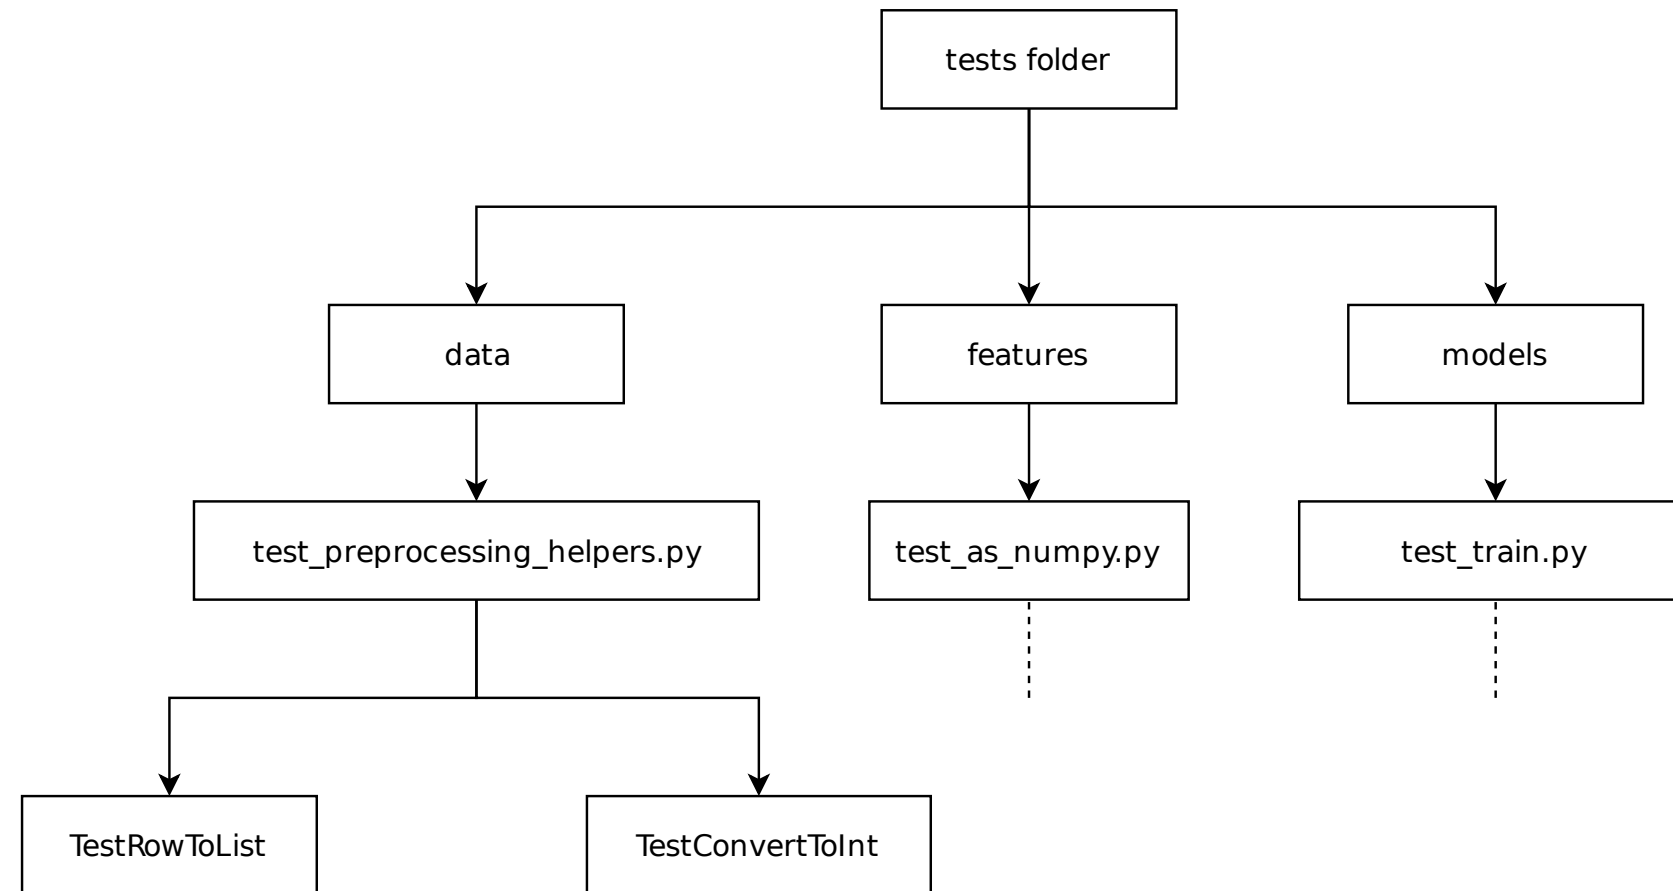 tests folder
data
features
models
test_preprocessing_helpers.py
test_as_numpy.py
test_train.py
TestRowToList
TestConvertToInt